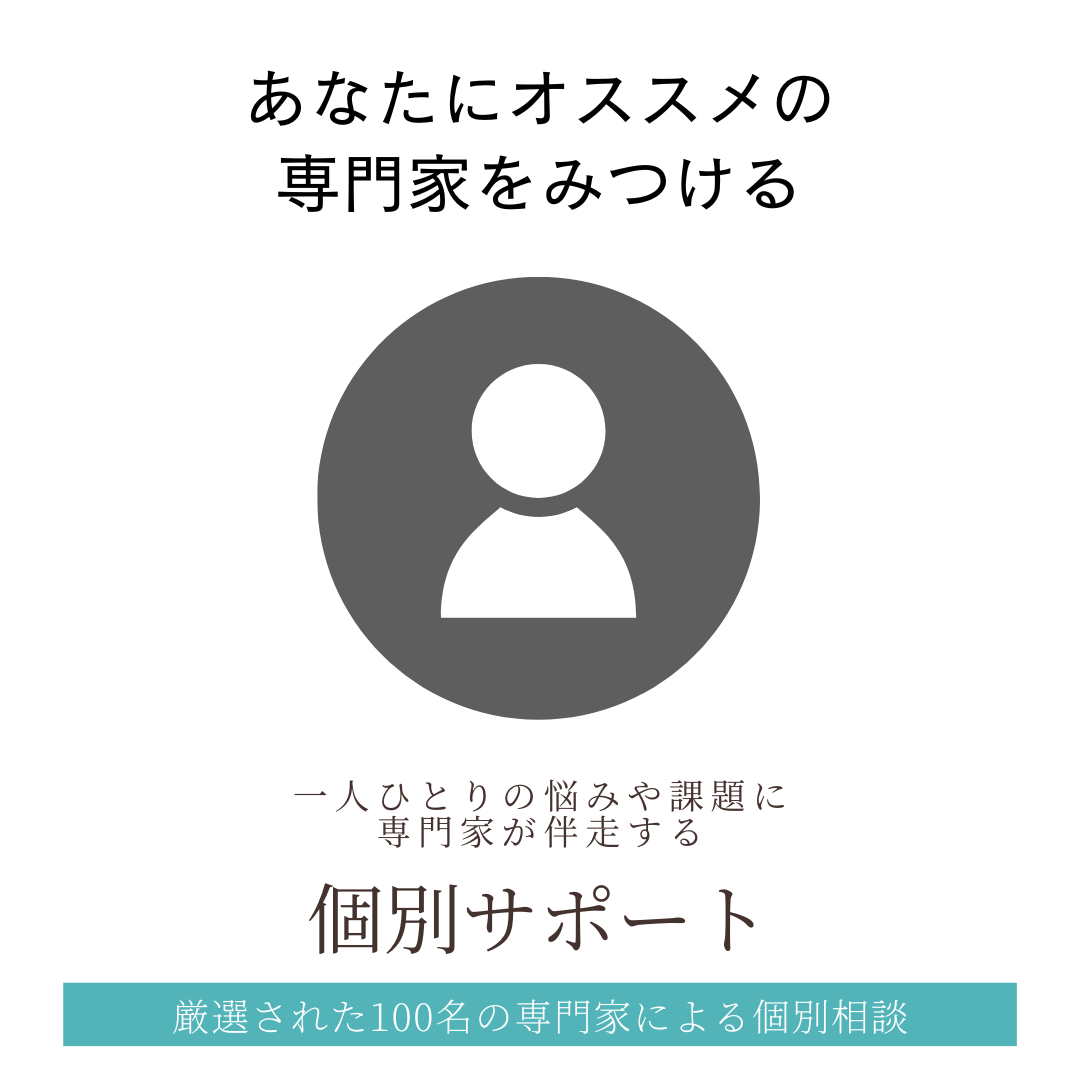 あなたにオススメの
専門家をみつける
一人ひとりの悩みや課題に
専門家が伴走する
個別サポート
厳選された100名の専門家による個別相談